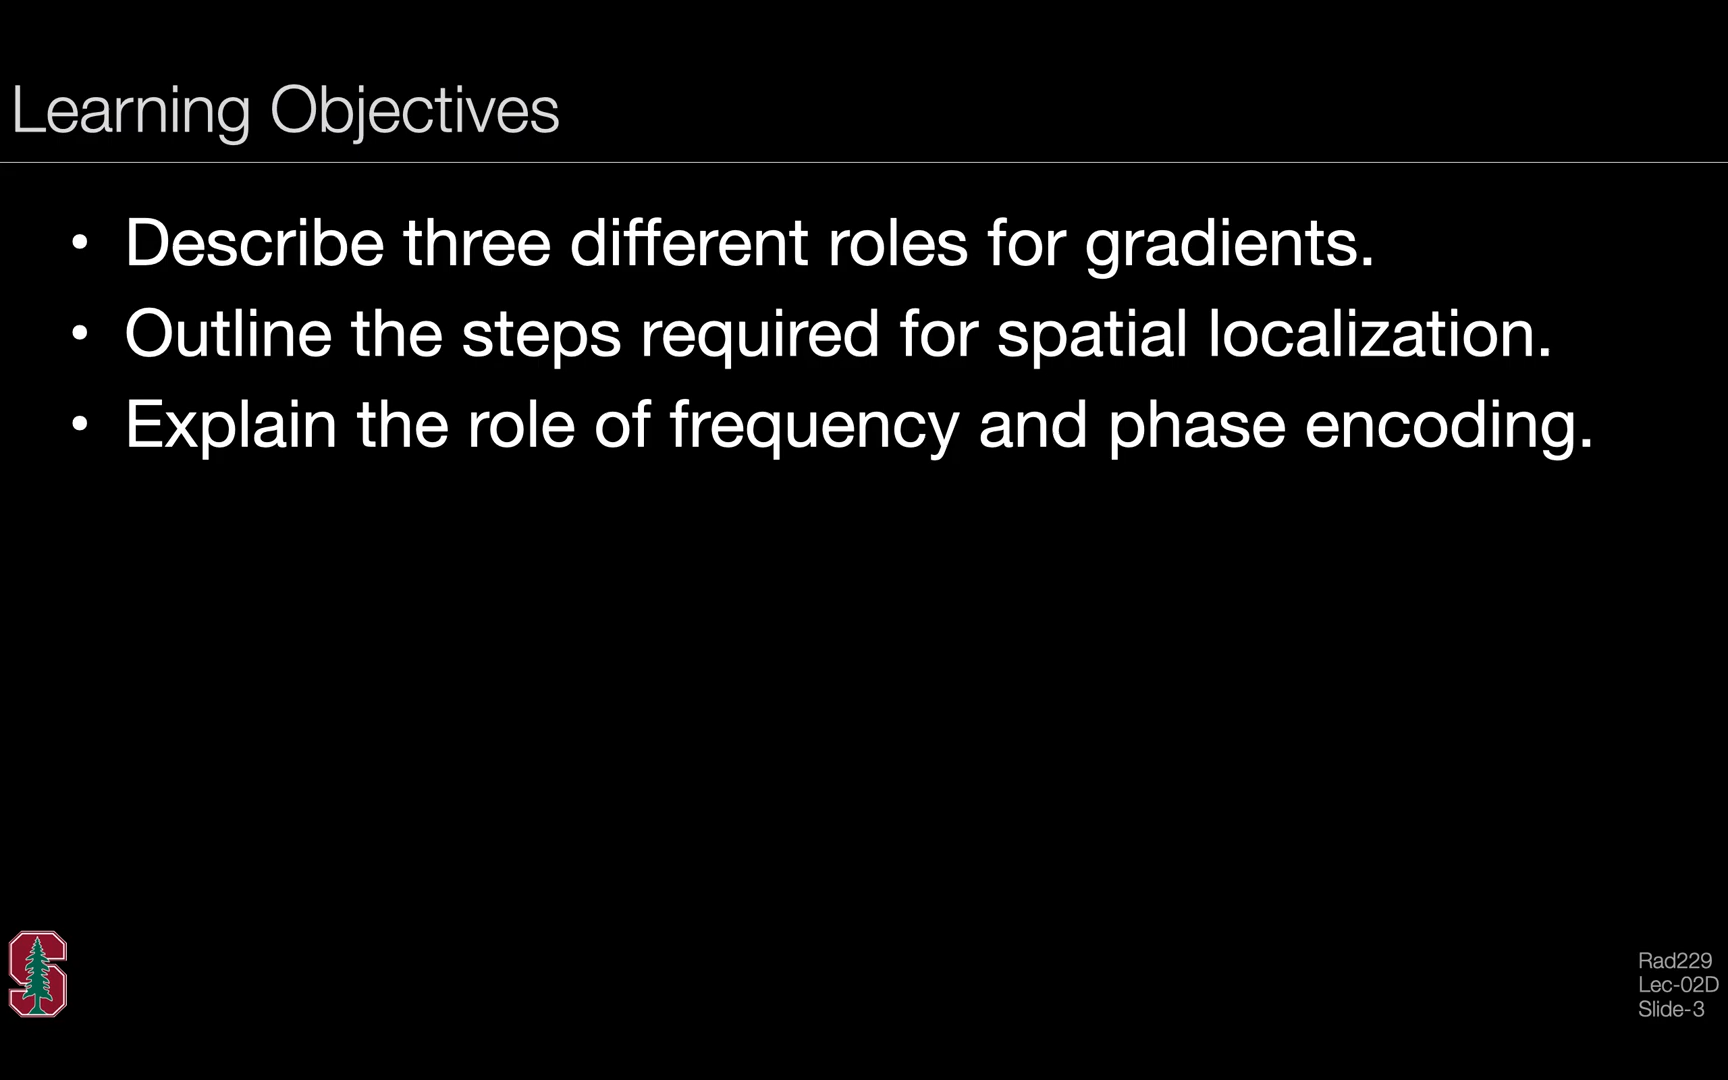 Learning Objectives
• Describe three different roles for gradients.
• Outline the steps required for spatial localization.
• Explain the role of frequency and phase encoding.
Rad229
Lec-02D
Slide-3